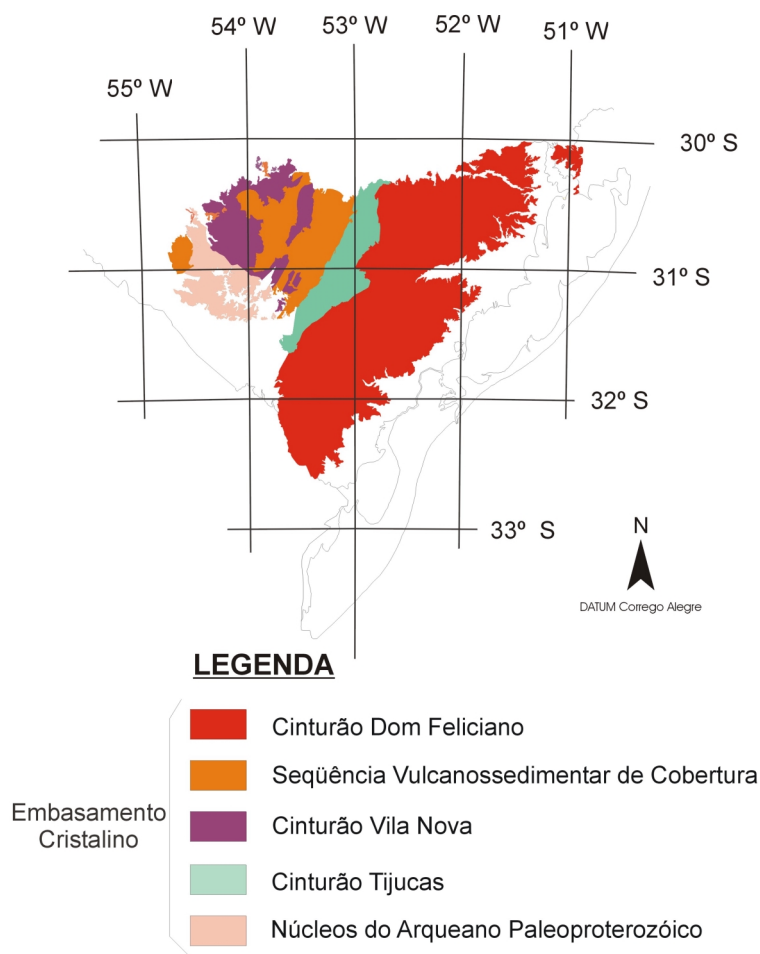 54º W
53º W
52º W
51º W
55º W
30º S
31º S
32º S
33º S
N
DATUM Corrego Alegre
LEGENDA
Cinturão Dom Feliciano
Seqüência Vulcanossedimentar de Cobertura
Embasamento
Cristalino
Cinturão Vila Nova
Cinturão Tijucas
Núcleos do Arqueano Paleoproterozóico